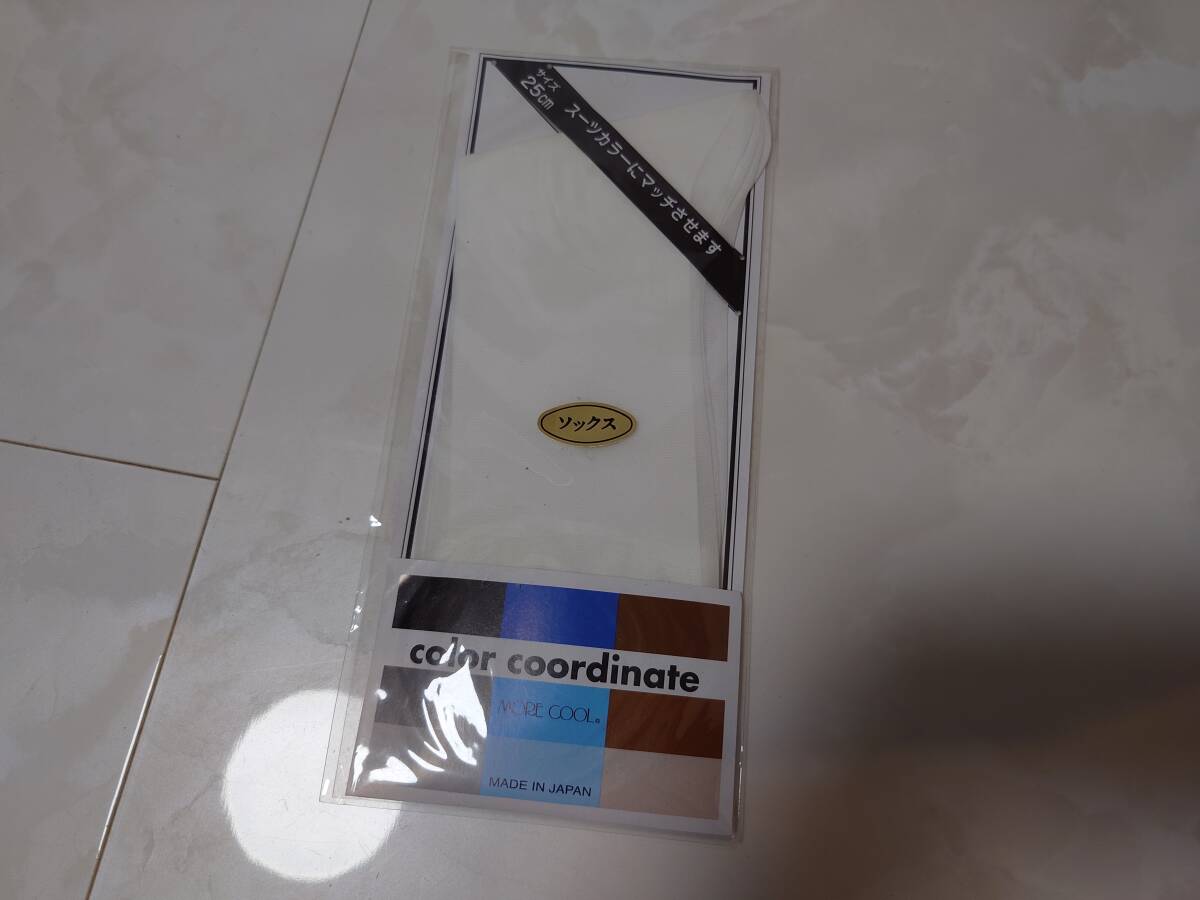 サイズ
25cm
スーツカラーにマッチさせます
ソックス
color coordinate
MORE COOL®
MADE IN JAPAN